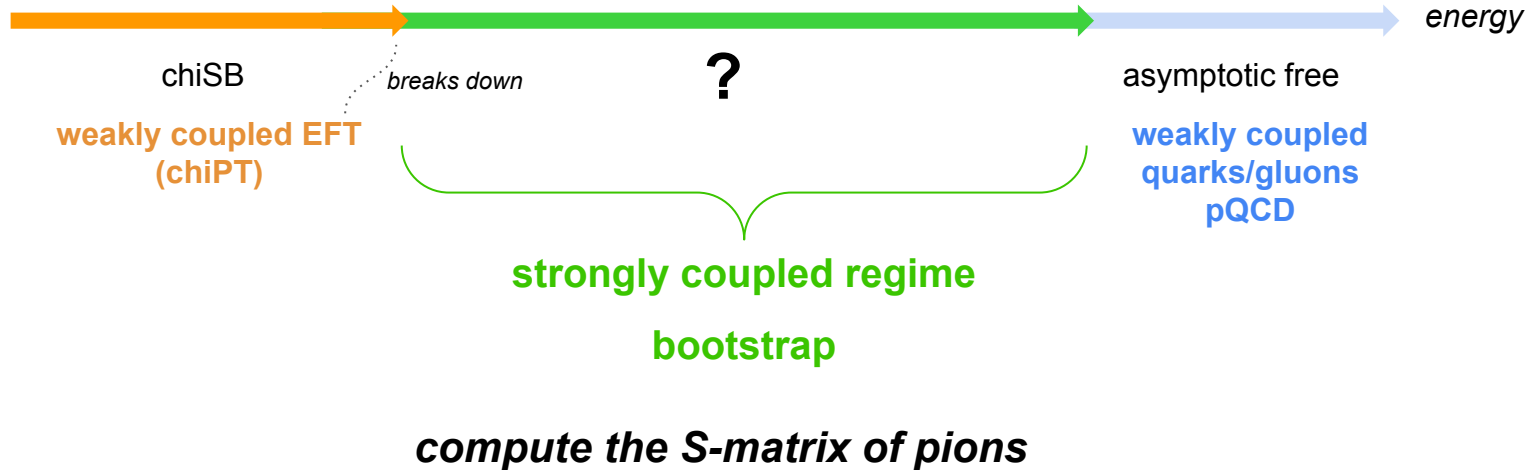 energy
chiSB
breaks down
?
asymptotic free
weakly coupled EFT
(chiPT)
weakly coupled
quarks/gluons
pQCD
strongly coupled regime
bootstrap
compute the S-matrix of pions